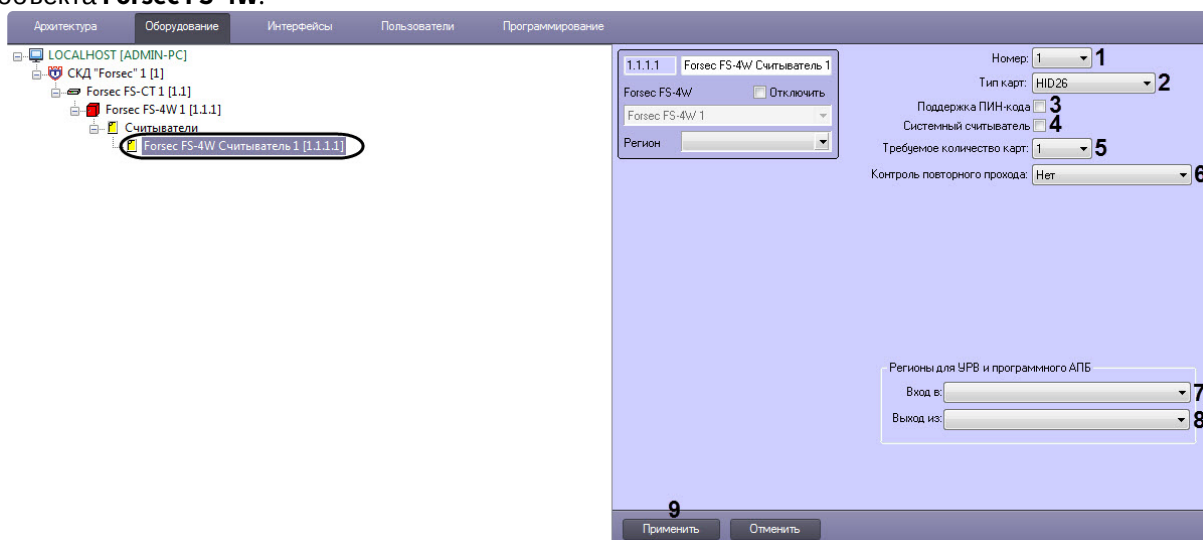 объекта Forsec FS-4W.
Архитектура Оборудование Интерфейсы Пользователи Программирование
LOCALHOST [ADMIN-PC]
СКД "Forsec" 1 [1]
Forsec FS-CT 1 [1.1]
Forsec FS-4W 1 [1.1.1]
Считыватели
Forsec FS-4W Считыватель 1 [1.1.1.1]
1.1.1.1 Forsec FS-4W Считыватель 1
Forsec FS-4W Отключить
Forsec FS-4W 1
Регион
Номер: 1 1
Тип карт: HID26 2
Поддержка ПИН-кода 3
Системный считыватель 4
Требуемое количество карт: 1 5
Контроль повторного прохода: Нет 6
Регионы для УРВ и программного АПБ
Вход в: 7
Выход из: 8
9
Применить Отменить